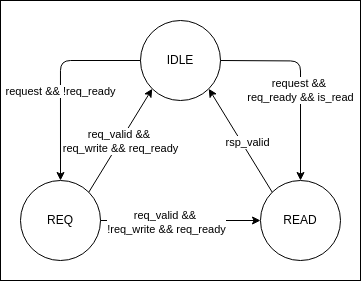 IDLE
request && !req_ready
request &&
req_ready && is_read
req_valid &&
req_write && req_ready
rsp_valid
REQ
req_valid &&
!req_write && req_ready
READ